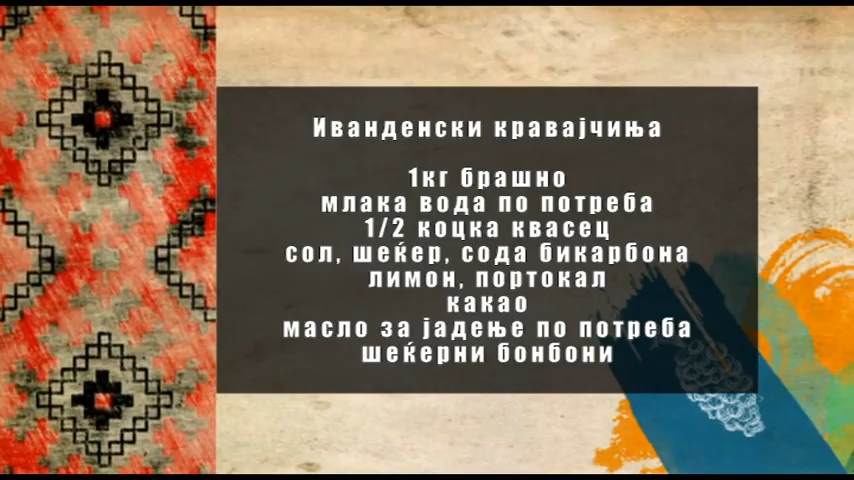 Иванденски кравајчиња
1кг брашно
млака вода по потреба
1/2 коцка квасец
сол, шеќер, сода бикарбона
лимон, портокал
какао
масло за јадење по потреба
шеќерни бонбони